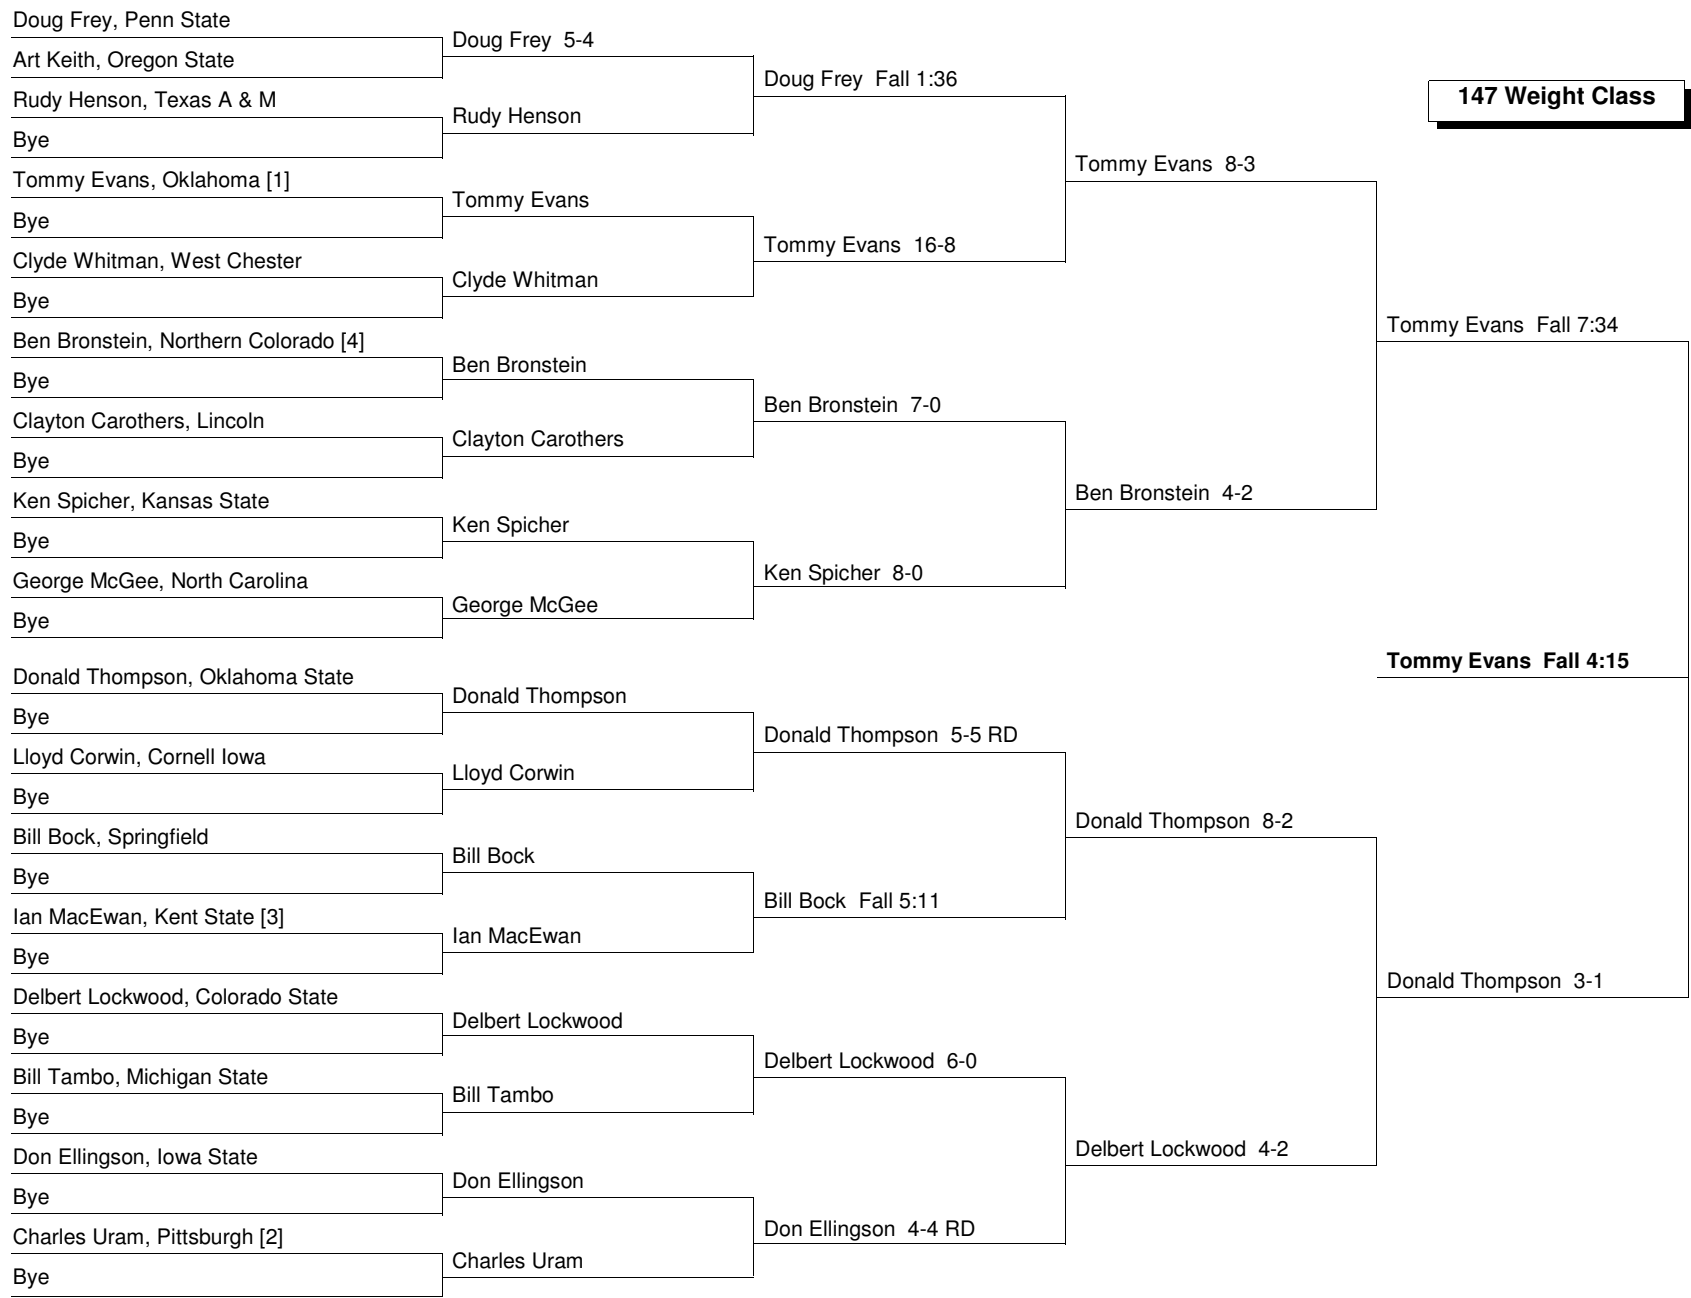 Doug Frey, Penn State
Art Keith, Oregon State
Rudy Henson, Texas A & M
Bye
Tommy Evans, Oklahoma [1]
Bye
Clyde Whitman, West Chester
Bye
Ben Bronstein, Northern Colorado [4]
Bye
Clayton Carothers, Lincoln
Bye
Ken Spicher, Kansas State
Bye
George McGee, North Carolina
Bye
Donald Thompson, Oklahoma State
Bye
Lloyd Corwin, Cornell Iowa
Bye
Bill Bock, Springfield
Bye
Ian MacEwan, Kent State [3]
Bye
Delbert Lockwood, Colorado State
Bye
Bill Tambo, Michigan State
Bye
Don Ellingson, Iowa State
Bye
Charles Uram, Pittsburgh [2]
Bye
Doug Frey 5-4
Rudy Henson
Tommy Evans
Clyde Whitman
Ben Bronstein
Clayton Carothers
Ken Spicher
George McGee
Donald Thompson
Lloyd Corwin
Bill Bock
Ian MacEwan
Delbert Lockwood
Bill Tambo
Don Ellingson
Charles Uram
Doug Frey Fall 1:36
Tommy Evans 16-8
Ben Bronstein 7-0
Ken Spicher 8-0
Donald Thompson 5-5 RD
Bill Bock Fall 5:11
Delbert Lockwood 6-0
Don Ellingson 4-4 RD
Tommy Evans 8-3
Ben Bronstein 4-2
Donald Thompson 8-2
Delbert Lockwood 4-2
147 Weight Class
Tommy Evans Fall 7:34
Tommy Evans Fall 4:15
Donald Thompson 3-1